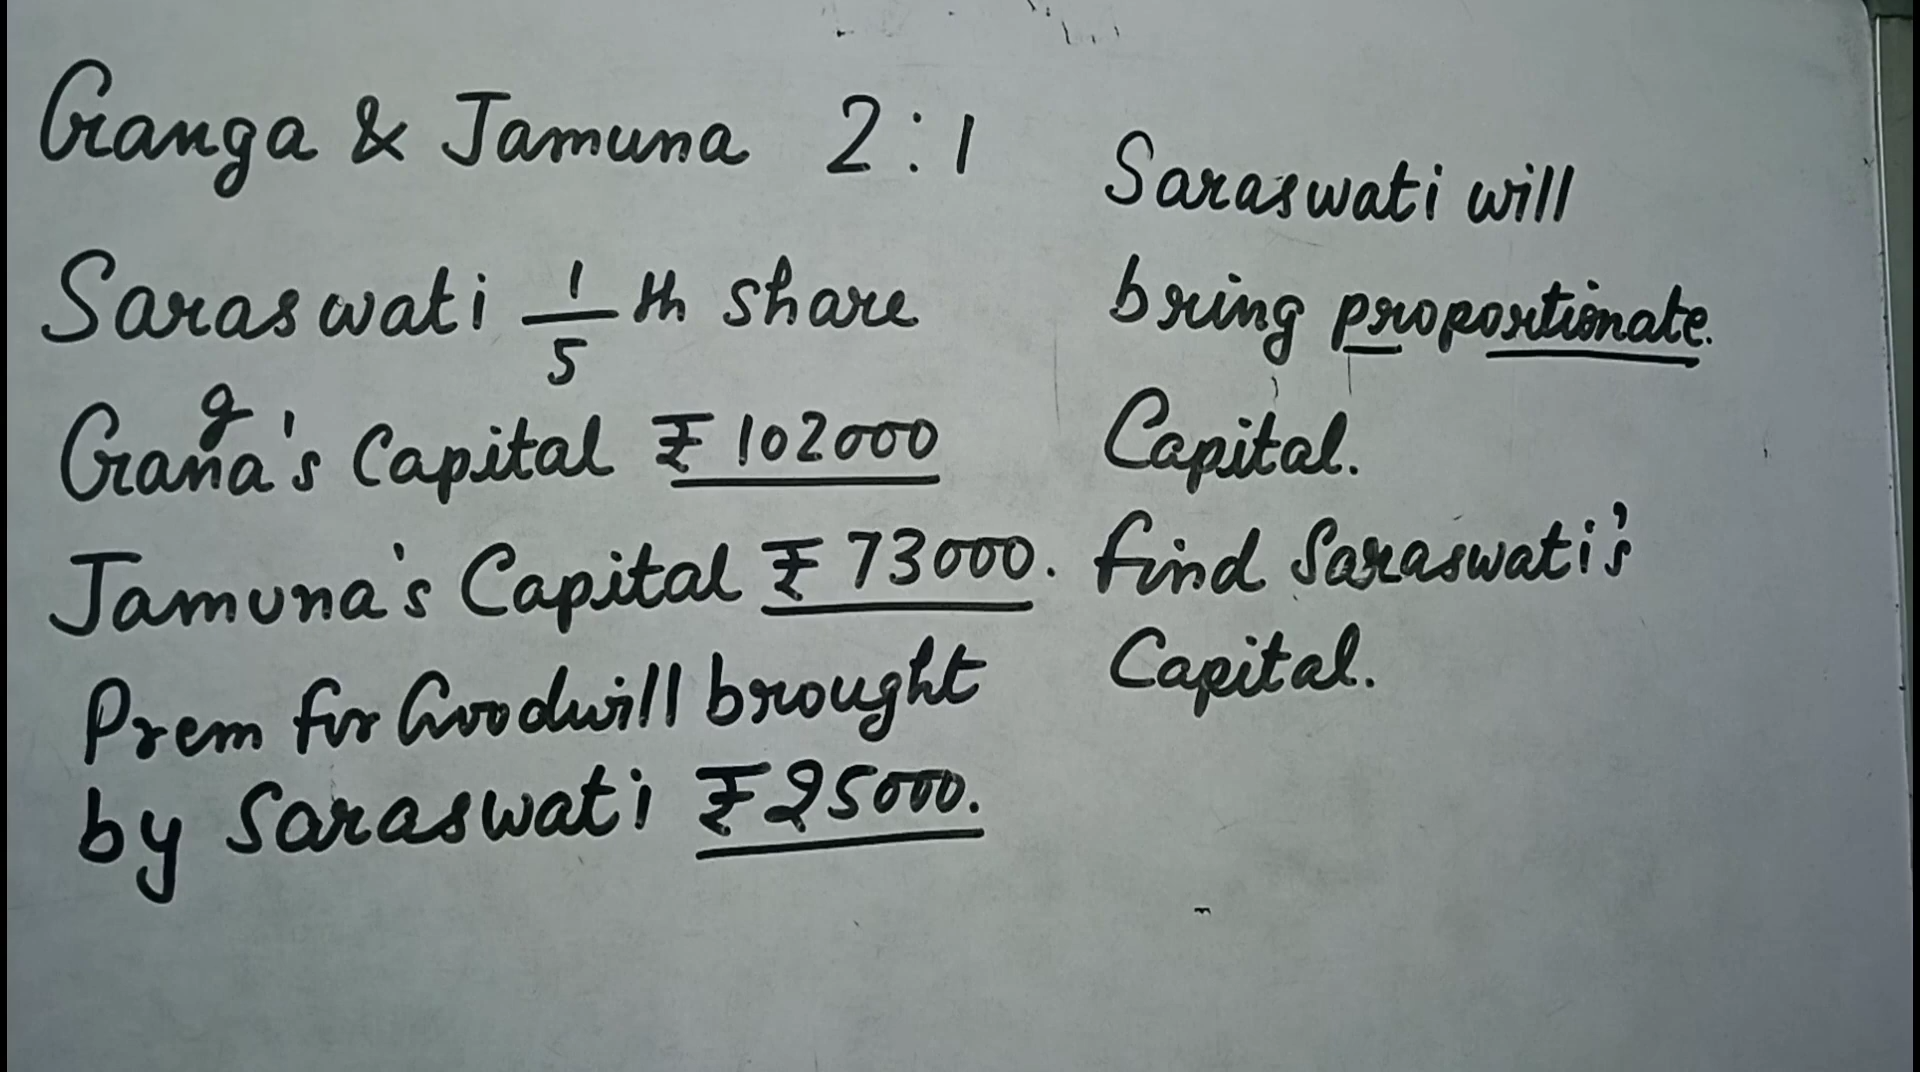 Ganga & Jamuna 2:1
Saraswati 1/5 th share
Gana's Capital ₹ 102000
g
Jamuna's Capital ₹ 73000.
Prem for Goodwill brought
by Saraswati ₹ 25000.
Saraswati will
bring proportionate.
Capital.
find Saraswati's
Capital.